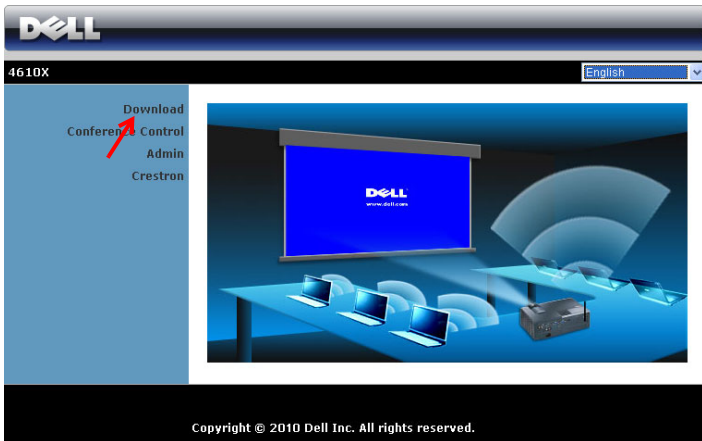 DELL
4610X
English
Download
Conference Control
Admin
Crestron
DELL
www.dell.com
Copyright © 2010 Dell Inc. All rights reserved.